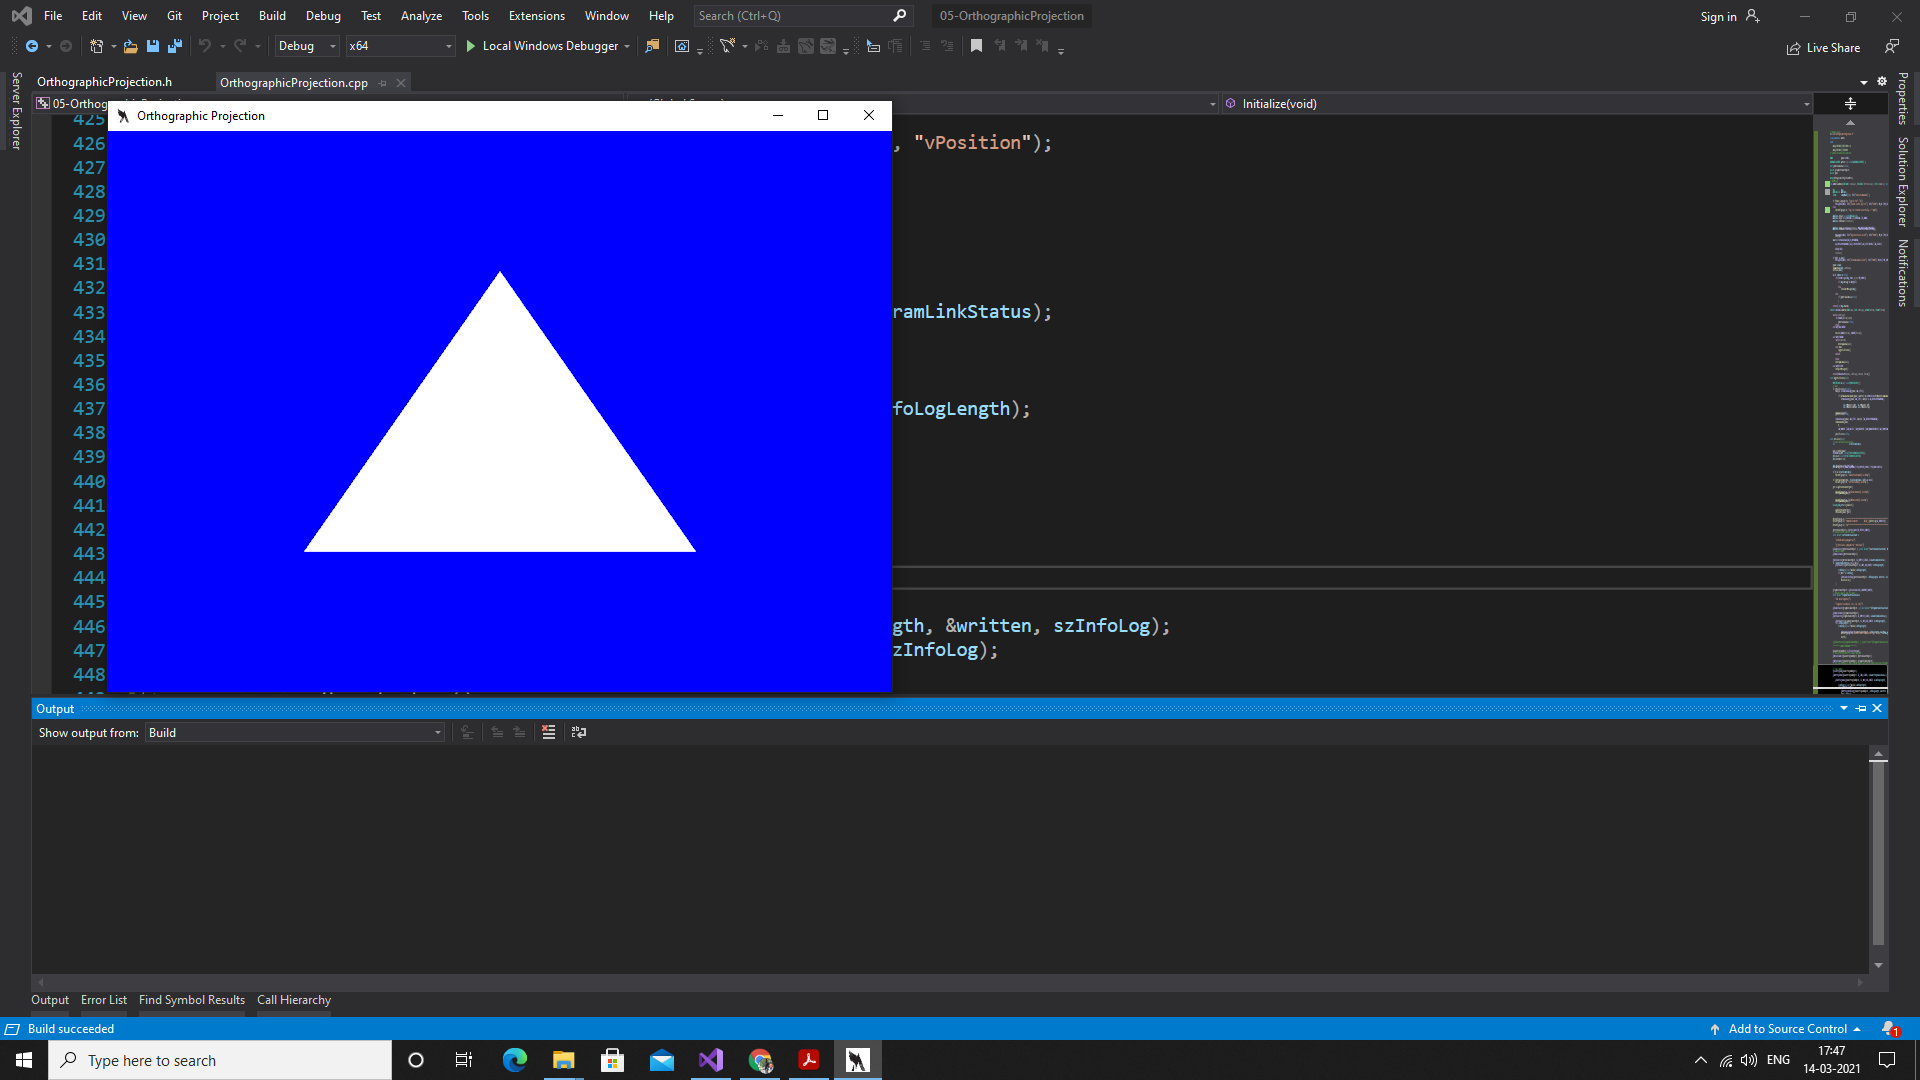 File Edit View Git Project Build Debug Test Analyze Tools Extensions Window Help Search (Ctrl+Q) 05-OrthographicProjection Sign in
Debug x64 Local Windows Debugger Live Share
OrthographicProjection.h OrthographicProjection.cpp
05-Orthog Initialize(void)
Orthographic Projection
Server Explorer
Properties
Solution Explorer
Notifications
425
426 , "vPosition");
427
428
429
430
431
432
433 ramLinkStatus);
434
435
436
437 foLogLength);
438
439
440
441
442
443
444
445
446 gth, &written, szInfoLog);
447 zInfoLog);
448
Output
Show output from: Build
Output Error List Find Symbol Results Call Hierarchy
Build succeeded Add to Source Control 1
Type here to search ENG 17:47
14-03-2021